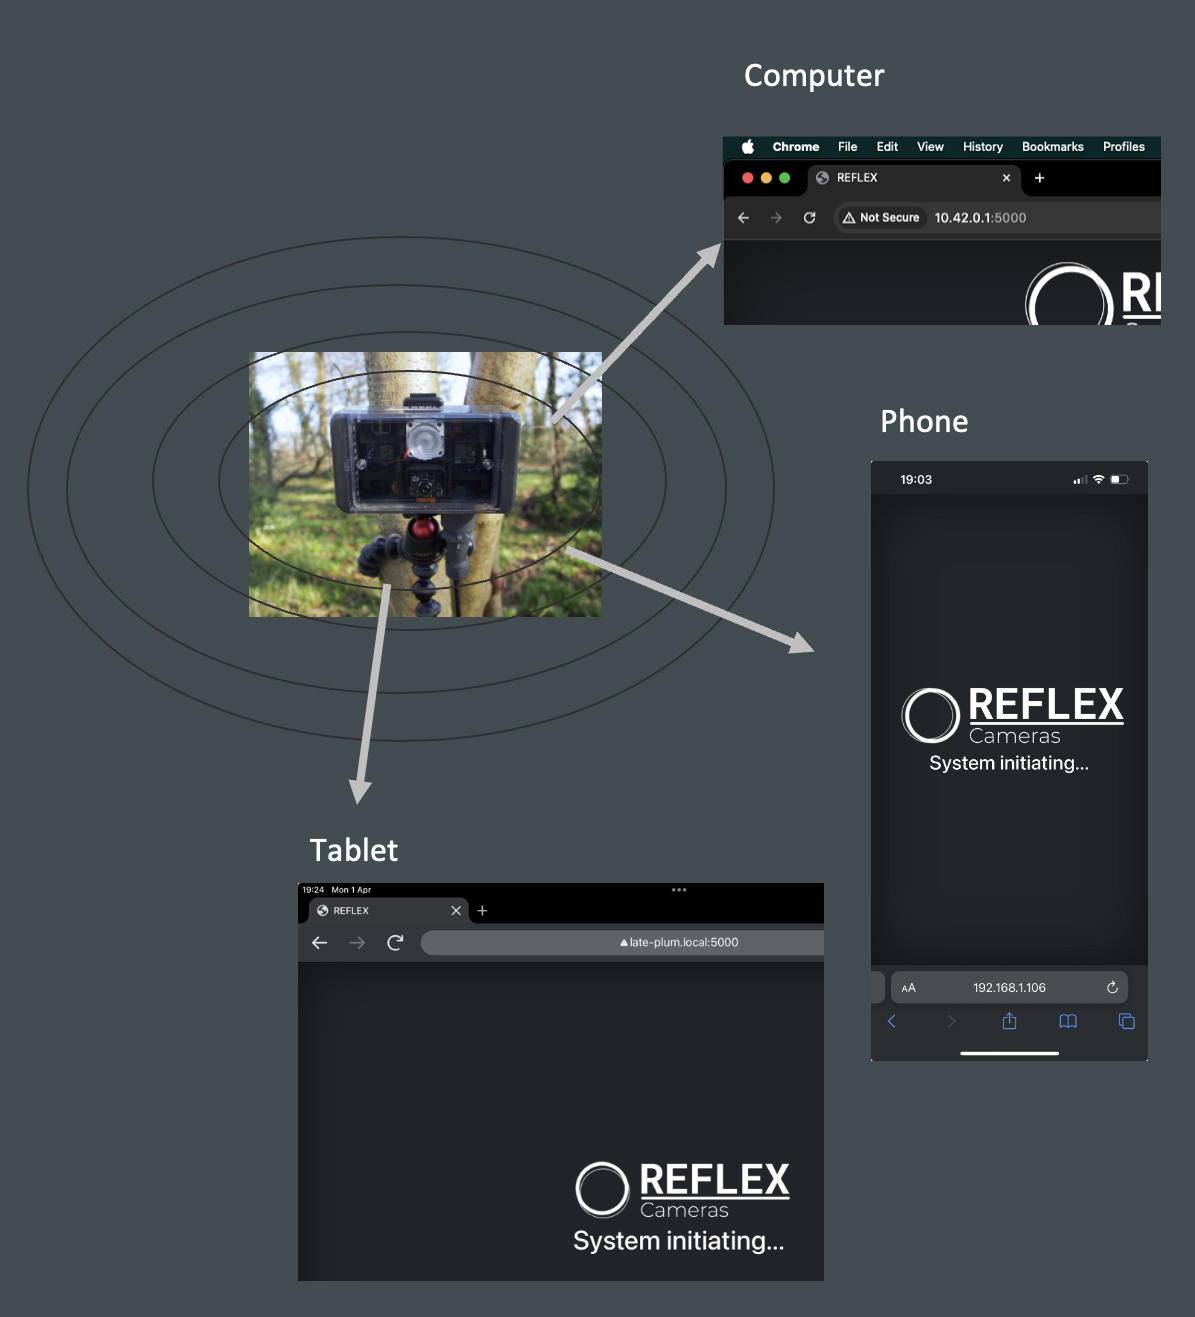 Computer
Chrome File Edit View History Bookmarks Profiles
REFLEX
Not Secure 10.42.0.1:5000
Phone
19:03
REFLEX
Cameras
System initiating...
AA 192.168.1.106
Tablet
19:24 Mon 1 Apr
REFLEX
late-plum.local:5000
REFLEX
Cameras
System initiating...